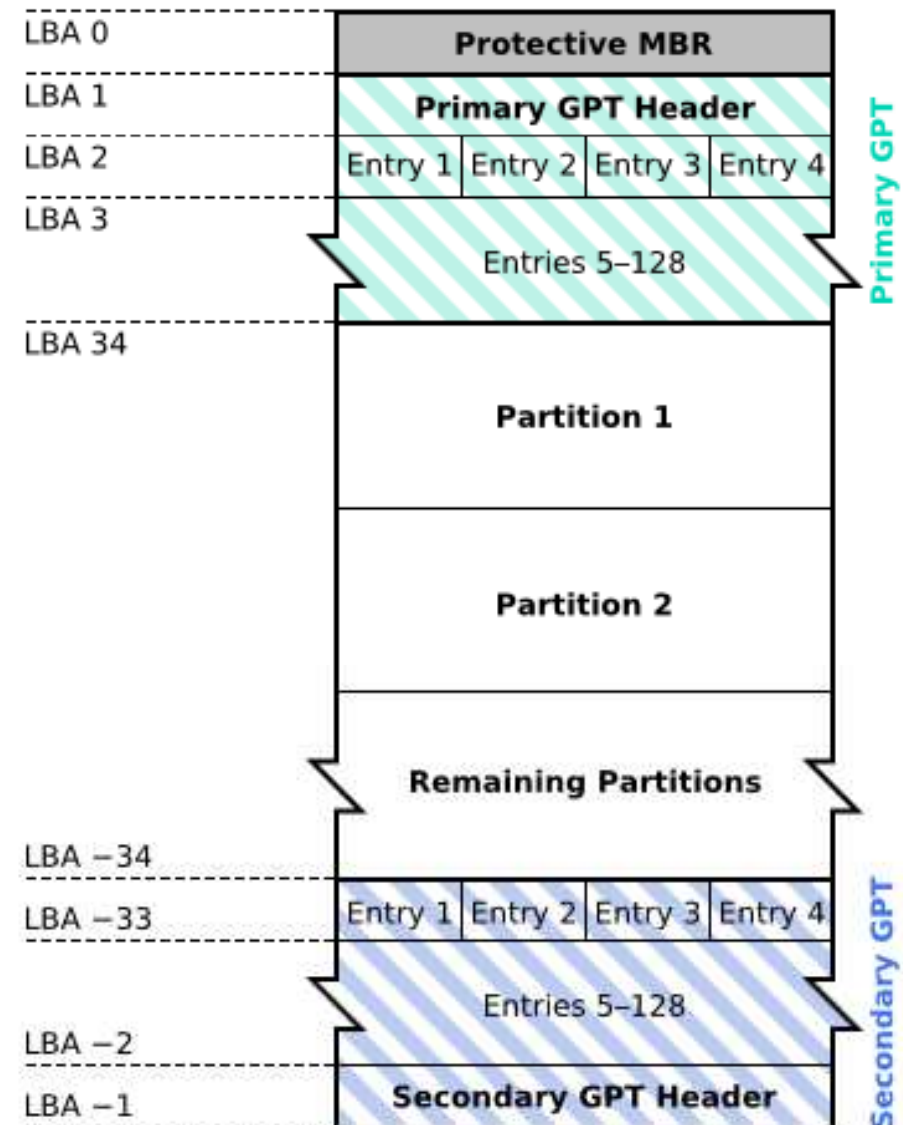 LBA 0
Protective MBR
LBA 1
Primary GPT Header
LBA 2
Entry 1 Entry 2 Entry 3 Entry 4
LBA 3
Entries 5–128
Primary GPT
LBA 34
Partition 1
Partition 2
Remaining Partitions
LBA −34
LBA −33
Entry 1 Entry 2 Entry 3 Entry 4
Entries 5–128
LBA −2
Secondary GPT Header
LBA −1
Secondary GPT